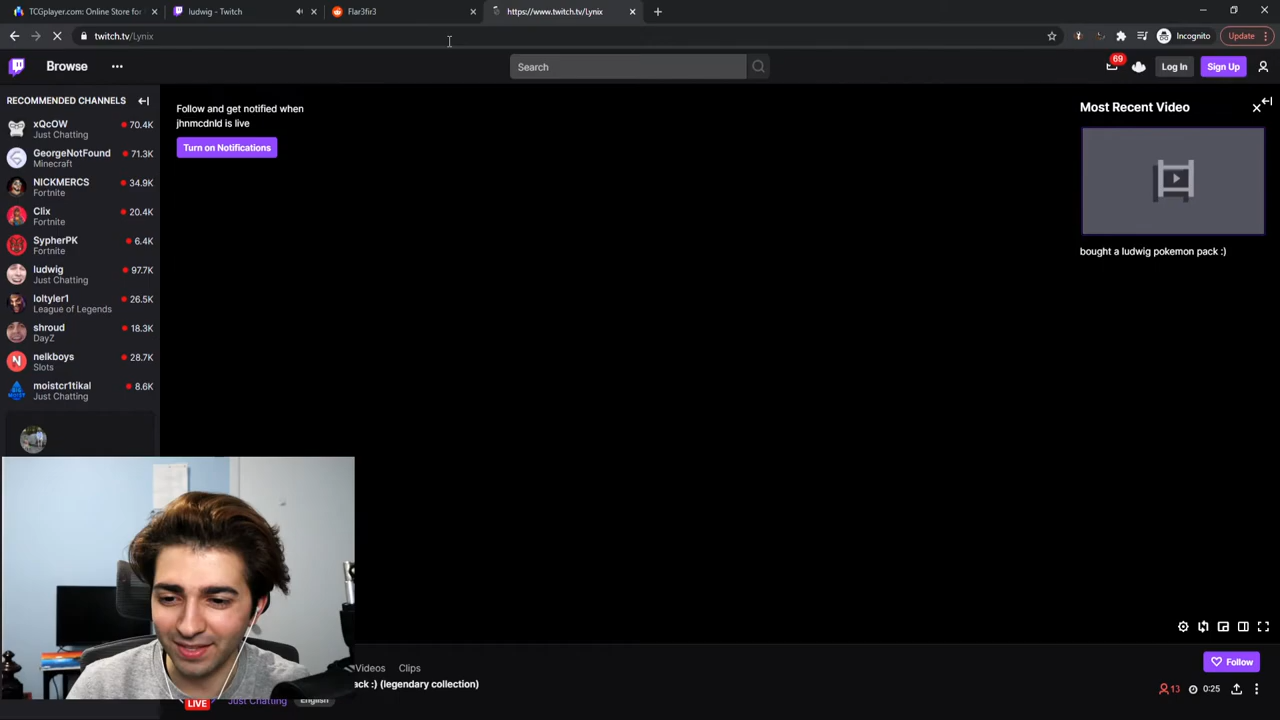 TCGplayer.com: Online Store for
ludwig - Twitch
Flar3fir3
https://www.twitch.tv/Lynix
twitch.tv/Lynix
Incognito
Update
Browse
Search
69
Log In
Sign Up
RECOMMENDED CHANNELS
xQcOW
70.4K
Just Chatting
GeorgeNotFound
71.3K
Minecraft
NICKMERCS
34.9K
Fortnite
Clix
20.4K
Fortnite
SypherPK
6.4K
Fortnite
ludwig
97.7K
Just Chatting
loltyler1
26.5K
League of Legends
shroud
18.3K
DayZ
nelkboys
28.7K
Slots
moistcr1tikal
8.6K
Just Chatting
Follow and get notified when
jhnmcdnld is live
Turn on Notifications
Most Recent Video
bought a ludwig pokemon pack :)
Videos
Clips
Follow
ack :) (legendary collection)
13
0:25
LIVE
Just Chatting
English